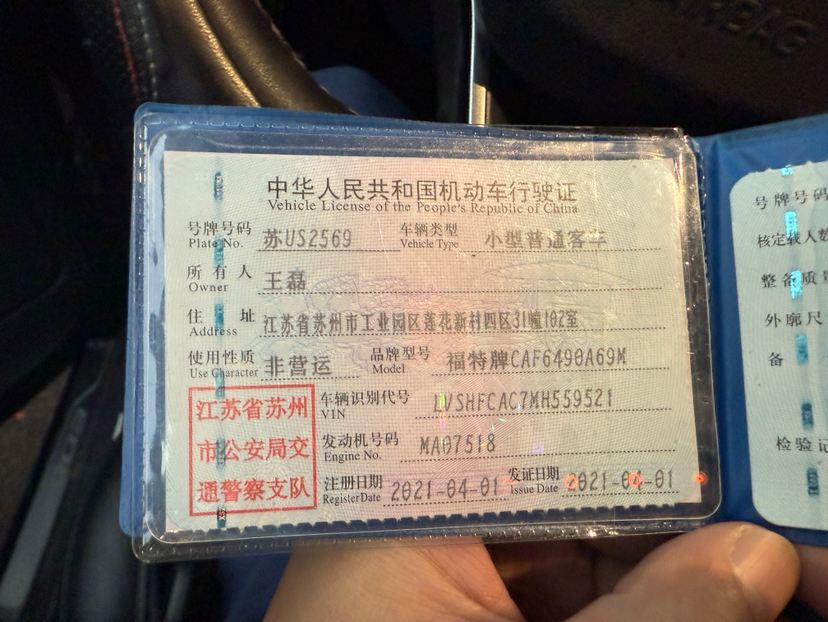 AIRBAG
中华人民共和国机动车行驶证
Vehicle License of the People's Republic of China
号牌号码 苏US2569 车辆类型 小型普通客车
Plate No. Vehicle Type
所有人 王磊
Owner
住址 江苏省苏州市工业园区莲花新村四区31幢102室
Address
使用性质 非营运 品牌型号 福特牌CAF6490A69M
Use Character Model
江苏省苏州
市公安局交
通警察支队
车辆识别代号 LVSHFCAC7MH559521
VIN
发动机号码 MA07518
Engine No.
注册日期 2021-04-01 发证日期 2021-04-01
Register Date Issue Date
号牌号码
核定载人数
整备质量
外廓尺
备
检验记